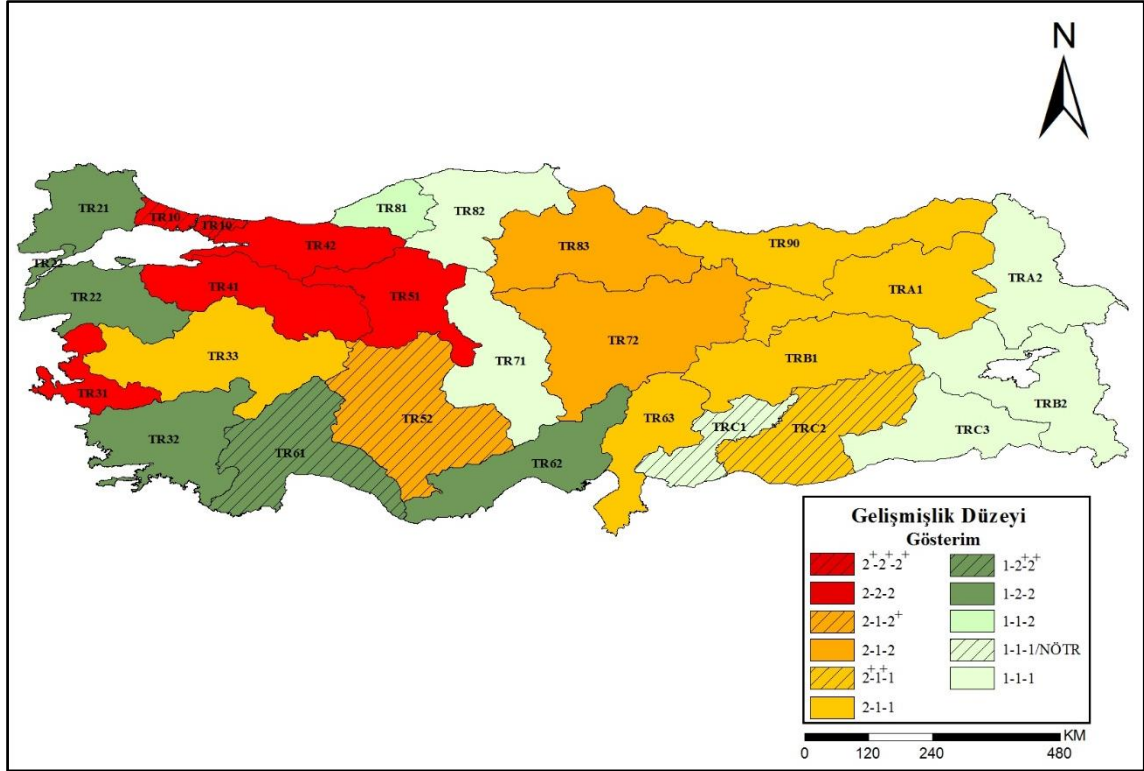 N
TR21
TR10
TR10
TR81
TR82
TR42
TR83
TR90
TR22
TR22
TR41
TR51
TRA1
TRA2
TR33
TR71
TR72
TRB1
TRB2
TR31
TR32
TR61
TR52
TR62
TR63
TRC1
TRC2
TRC3
Gelişmişlik Düzeyi
Gösterim
2⁺-2⁺-2⁺
2-2-2
2-1-2⁺
2-1-2
2⁺-1⁺-1
2-1-1
1-2⁺-2⁺
1-2-2
1-1-2
1-1-1/NÖTR
1-1-1
KM
0 120 240 480